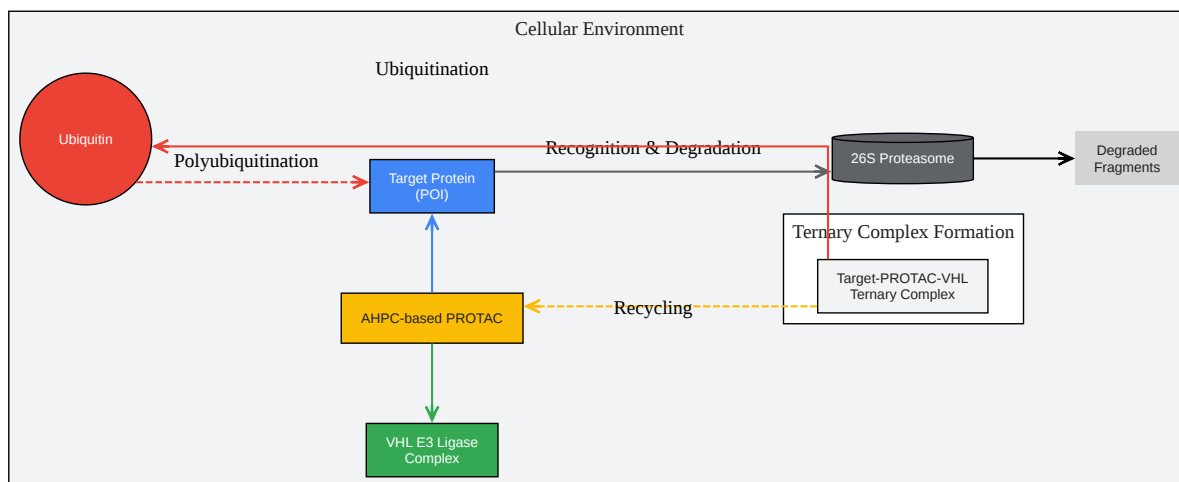 Cellular Environment
Ubiquitination
Ubiquitin
Polyubiquitination
Recognition & Degradation
26S Proteasome
Degraded
Fragments
Target Protein
(POI)
Ternary Complex Formation
Target-PROTAC-VHL
Ternary Complex
AHPC-based PROTAC
Recycling
VHL E3 Ligase
Complex